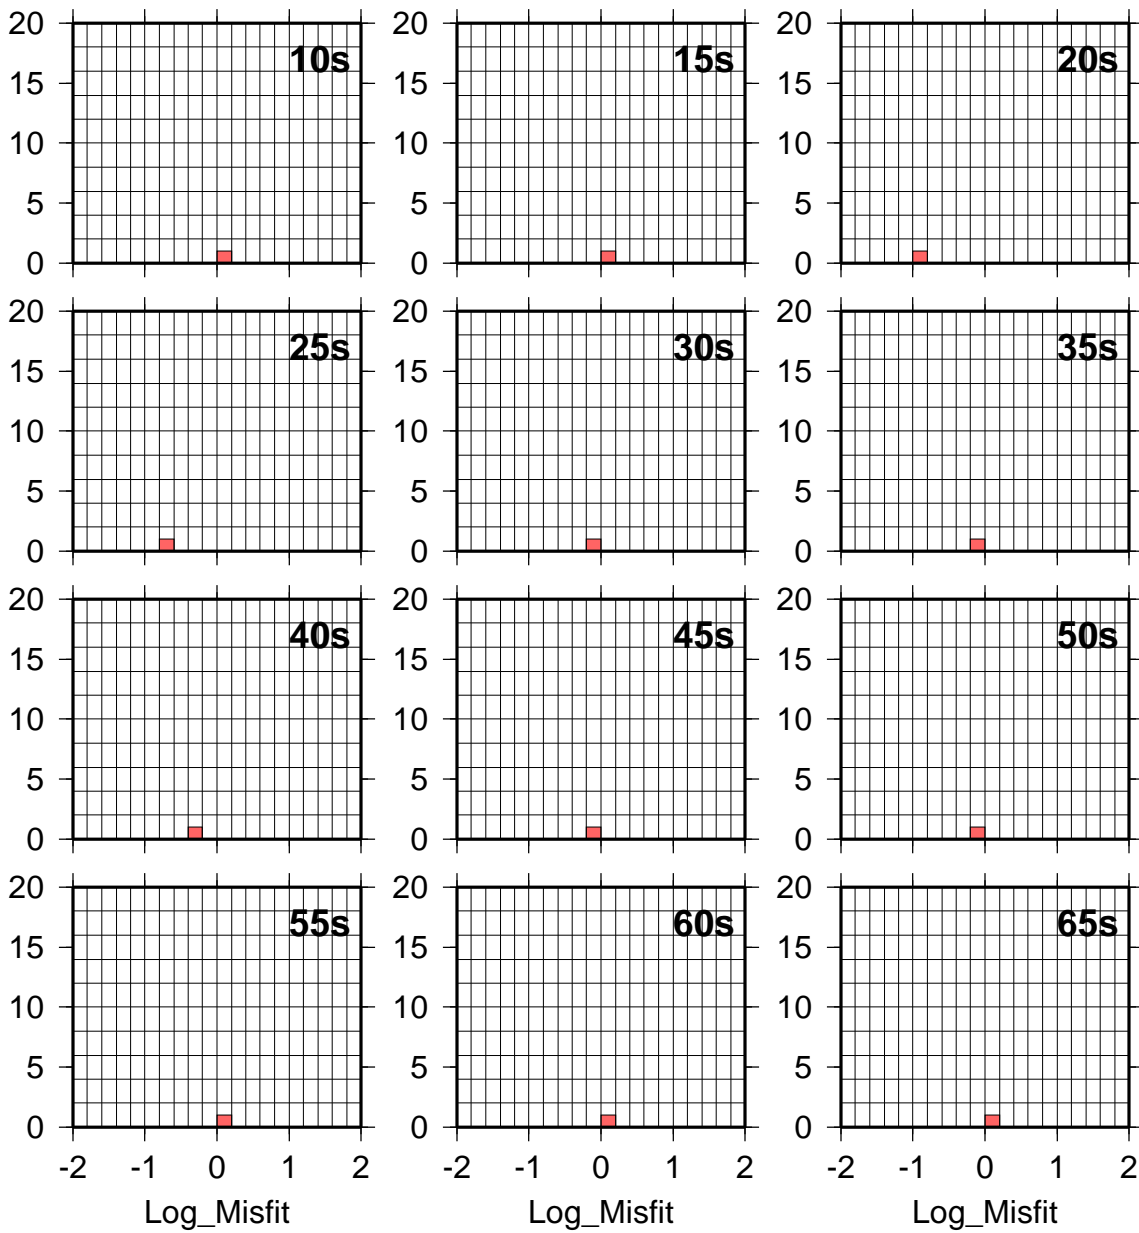 20 15 10 5 0 10s
20 15 10 5 0 15s
20 15 10 5 0 20s
20 15 10 5 0 25s
20 15 10 5 0 30s
20 15 10 5 0 35s
20 15 10 5 0 40s
20 15 10 5 0 45s
20 15 10 5 0 50s
20 15 10 5 0 55s
-2 -1 0 1 2
Log_Misfit
20 15 10 5 0 60s
-2 -1 0 1 2
Log_Misfit
20 15 10 5 0 65s
-2 -1 0 1 2
Log_Misfit